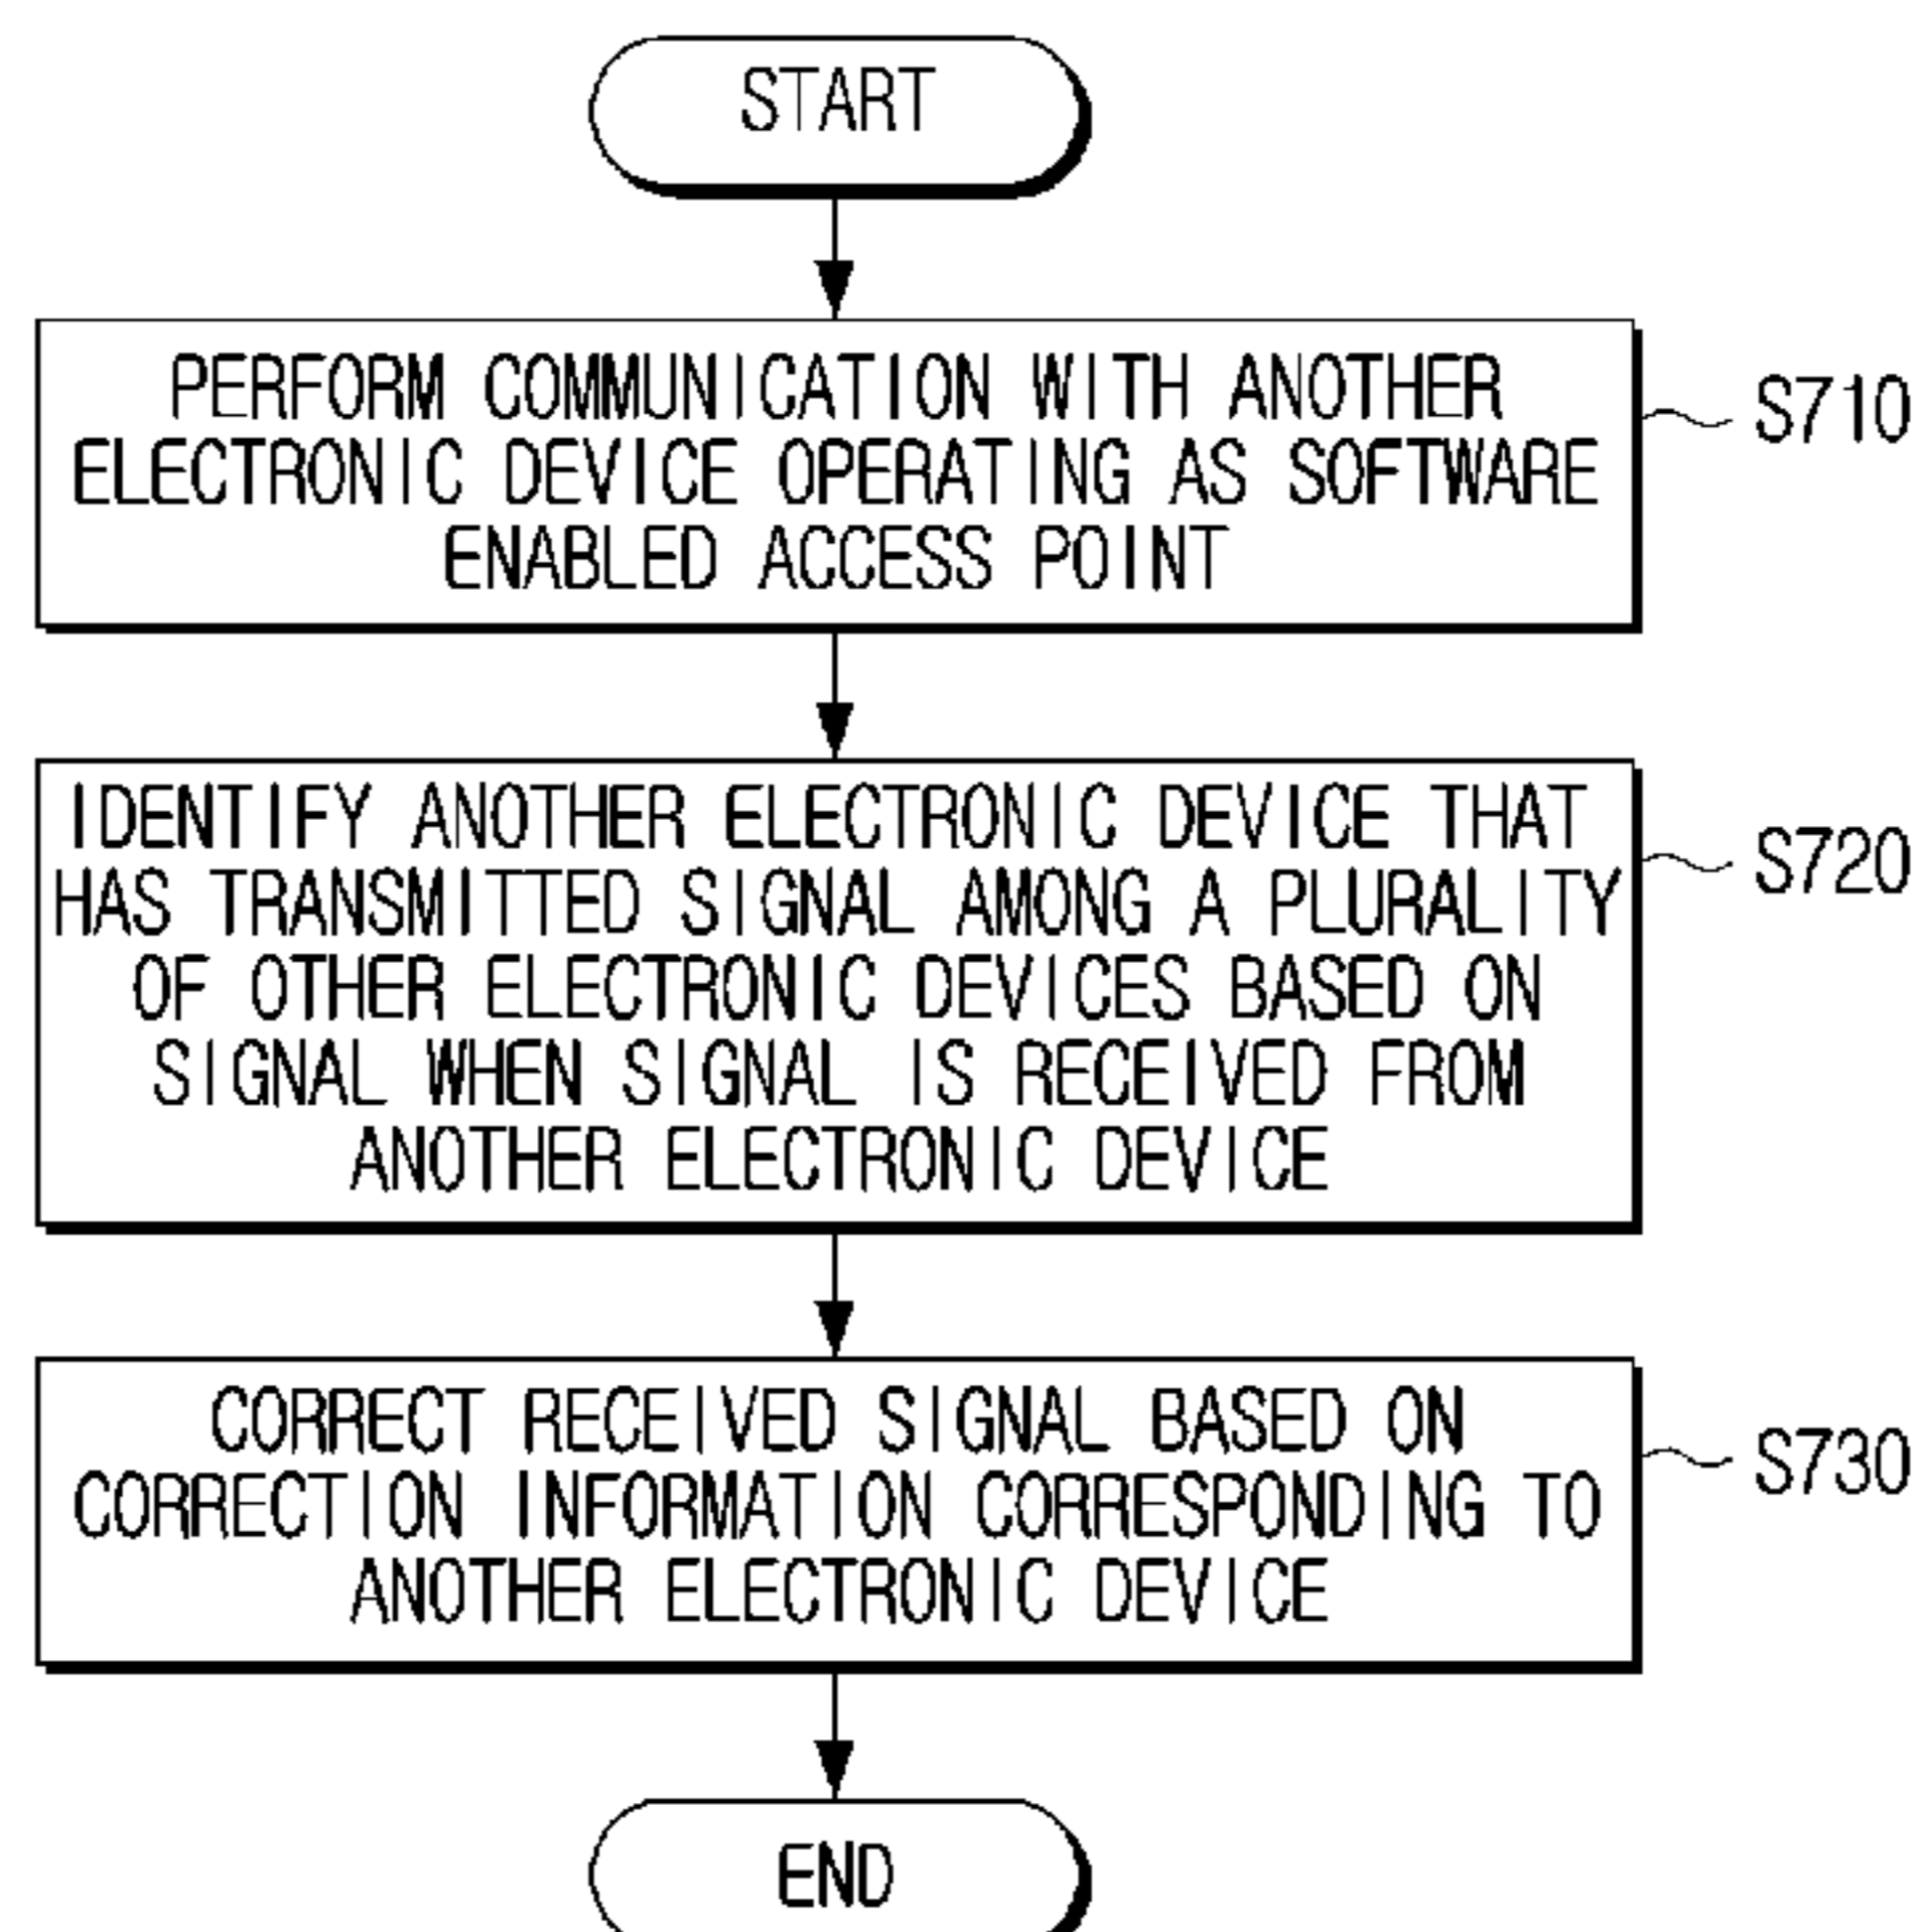 START
PERFORM COMMUNICATION WITH ANOTHER
ELECTRONIC DEVICE OPERATING AS SOFTWARE
ENABLED ACCESS POINT
S710
IDENTIFY ANOTHER ELECTRONIC DEVICE THAT
HAS TRANSMITTED SIGNAL AMONG A PLURALITY
OF OTHER ELECTRONIC DEVICES BASED ON
SIGNAL WHEN SIGNAL IS RECEIVED FROM
ANOTHER ELECTRONIC DEVICE
S720
CORRECT RECEIVED SIGNAL BASED ON
CORRECTION INFORMATION CORRESPONDING TO
ANOTHER ELECTRONIC DEVICE
S730
END